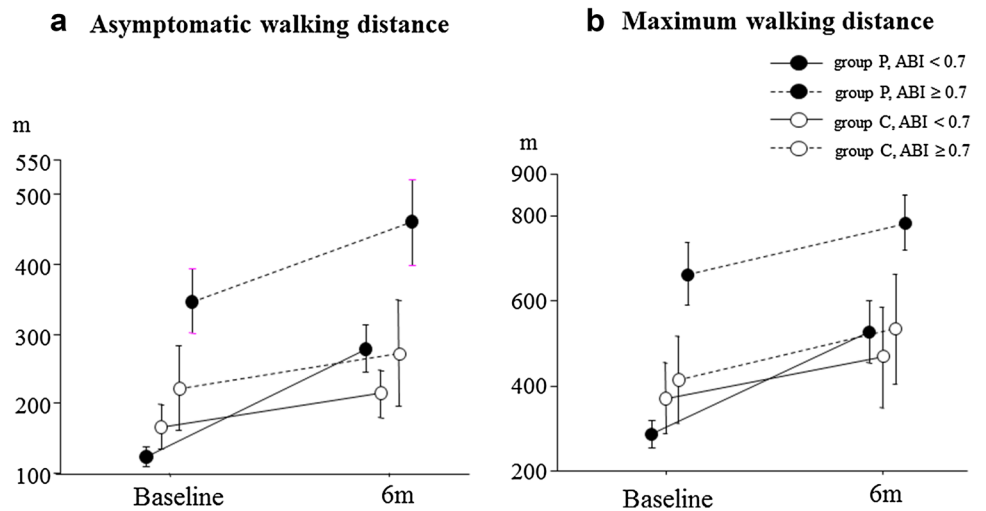 a Asymptomatic walking distance
b Maximum walking distance
group P, ABI < 0.7
group P, ABI ≥ 0.7
group C, ABI < 0.7
group C, ABI ≥ 0.7
m
550
500
400
300
200
100
Baseline
6m
m
900
800
600
400
200
Baseline
6m